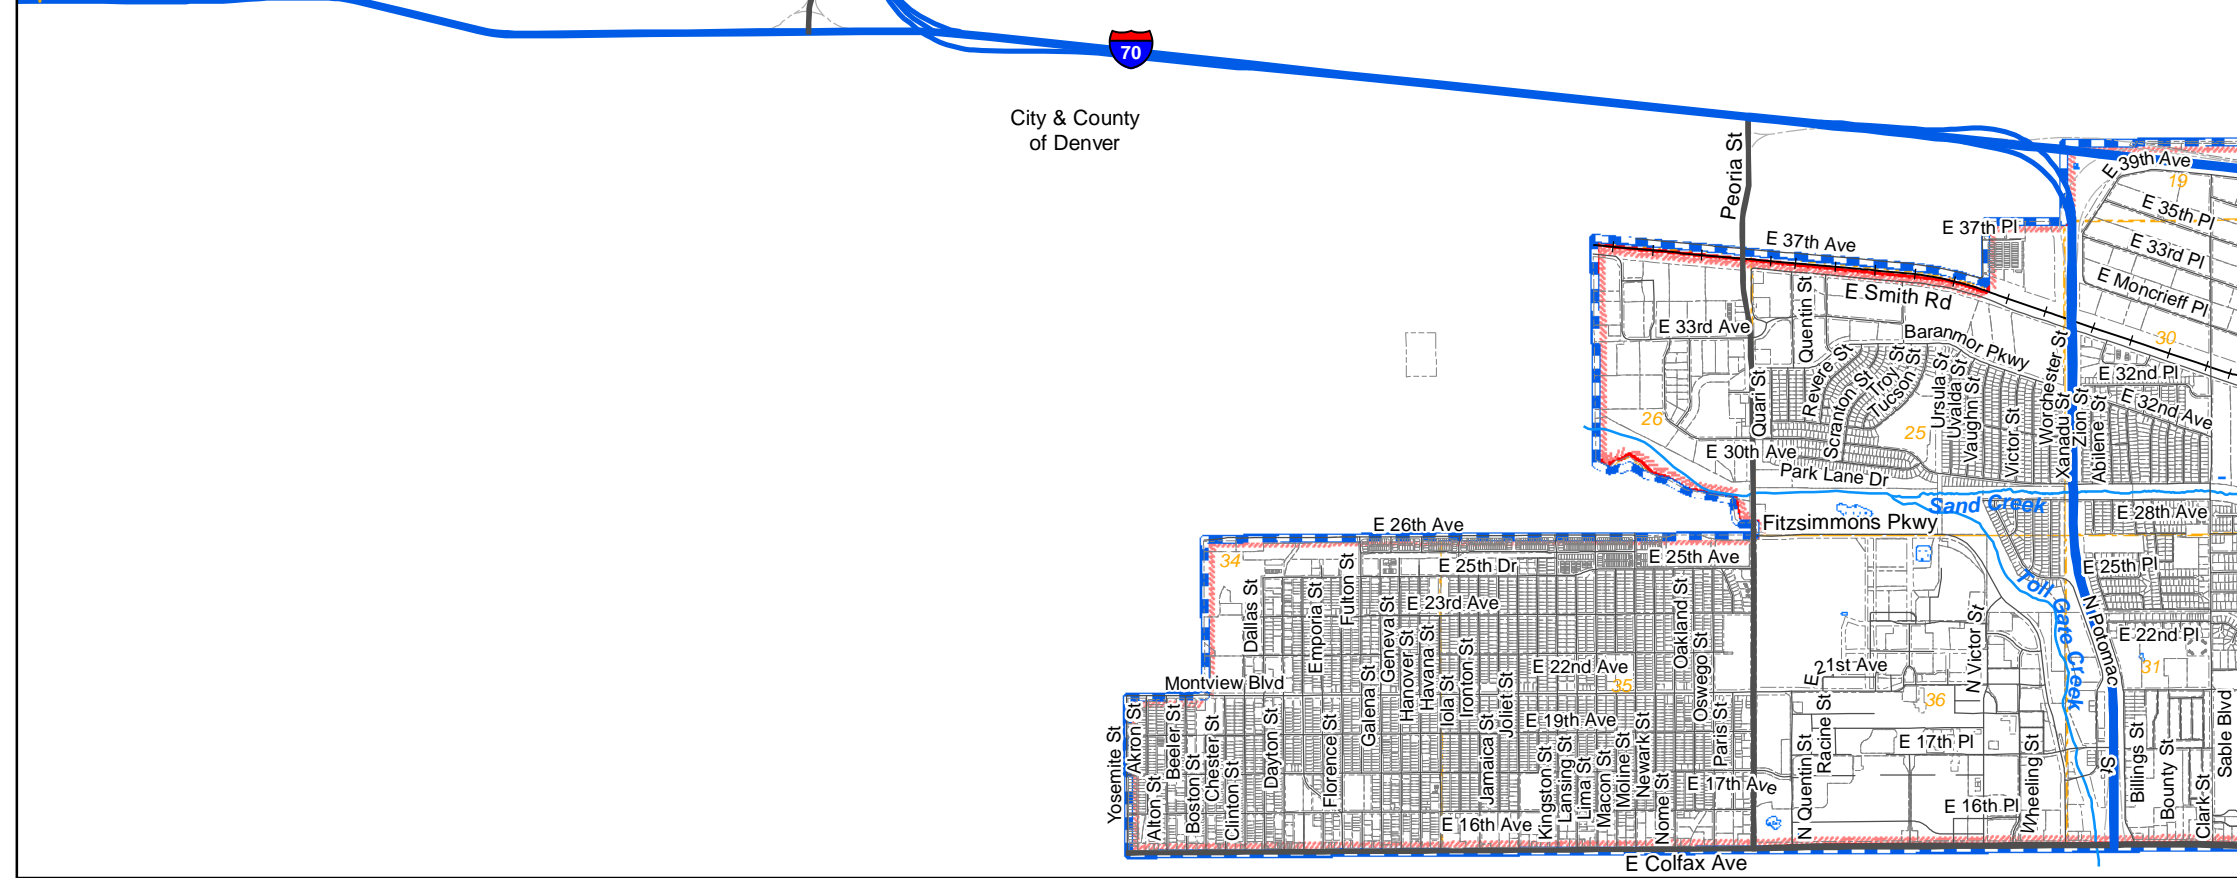 70
City & County
of Denver
Peoria St
E 39th Ave
19
E 35th Pl
E 37th Pl
E 37th Ave
E 33rd Pl
E Moncrieff Pl
E Smith Rd
Quentin St
E 33rd Ave
Baranmor Pkwy
30
Worchester St
E 32nd Pl
E 32nd Ave
Revere St
Scranton St
Troy St
Tucson St
Ursula St
Uvalda St
Vaughn St
Victor St
Xanadu St
Zion St
Abilene St
Quari St
26
25
E 30th Ave
Park Lane Dr
Sand Creek
E 28th Ave
Fitzsimmons Pkwy
E 26th Ave
E 25th Ave
34
E 25th Dr
E 25th Pl
Toll Gate Creek
Dallas St
Emporia St
Fulton St
Geneva St
E 23rd Ave
Hanover St
Havana St
Ironton St
Oakland St
N Potomac St
E 22nd Pl
N Victor St
E 22nd Ave
E 21st Ave
31
35
36
Montview Blvd
Galena St
Iola St
Joliet St
Oswego St
Yosemite St
Akron St
Alton St
Beeler St
Boston St
Chester St
Clinton St
Dayton St
Florence St
Jamaica St
E 19th Ave
Kingston St
Lansing St
Lima St
Macon St
Moline St
Newark St
Nome St
Paris St
E 17th Ave
N Quentin St
Racine St
E 17th Pl
E 16th Pl
Wheeling St
Billings St
Bounty St
Clark St
Sable Blvd
E 16th Ave
E Colfax Ave